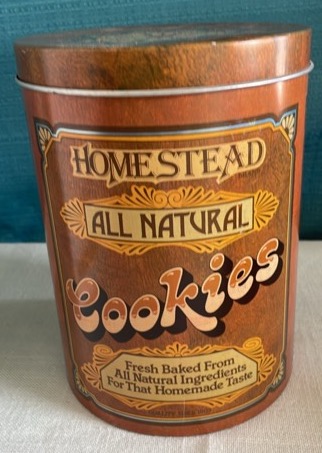 HOMESTEAD
ALL NATURAL
Cookies
Fresh Baked From
All Natural Ingredients
For That Homemade Taste